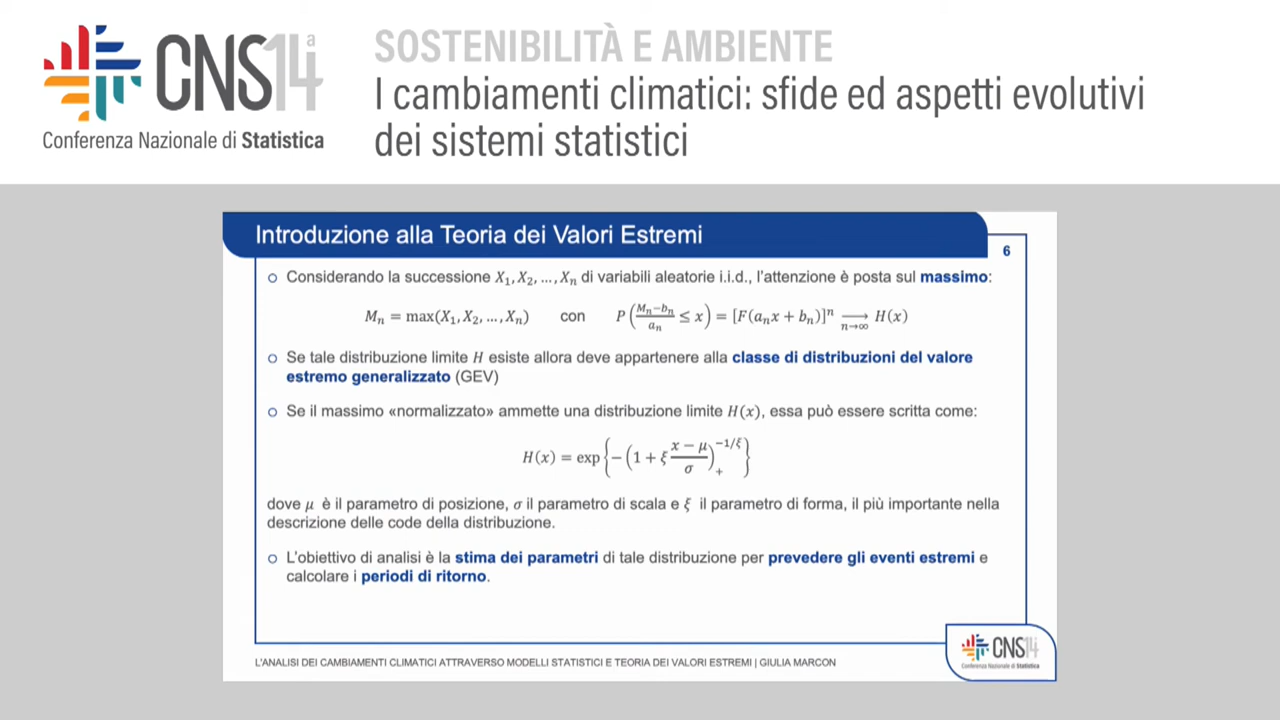 CNS14ª
Conferenza Nazionale di Statistica
SOSTENIBILITÀ E AMBIENTE
I cambiamenti climatici: sfide ed aspetti evolutivi
dei sistemi statistici
Introduzione alla Teoria dei Valori Estremi
6
Considerando la successione X₁, X₂, ..., Xₙ di variabili aleatorie i.i.d., l'attenzione è posta sul massimo:
Mₙ = max(X₁, X₂, ..., Xₙ) con P((Mₙ−bₙ)/aₙ ≤ x) = [F(aₙx + bₙ)]ⁿ ⟶ H(x) n→∞
Se tale distribuzione limite H esiste allora deve appartenere alla classe di distribuzioni del valore
estremo generalizzato (GEV)
Se il massimo «normalizzato» ammette una distribuzione limite H(x), essa può essere scritta come:
H(x) = exp{−(1 + ξ (x − μ)/σ)₊^(−1/ξ)}
dove μ è il parametro di posizione, σ il parametro di scala e ξ il parametro di forma, il più importante nella
descrizione delle code della distribuzione.
L'obiettivo di analisi è la stima dei parametri di tale distribuzione per prevedere gli eventi estremi e
calcolare i periodi di ritorno.
L'ANALISI DEI CAMBIAMENTI CLIMATICI ATTRAVERSO MODELLI STATISTICI E TEORIA DEI VALORI ESTREMI | GIULIA MARCON
CNS14
Conferenza Nazionale di Statistica